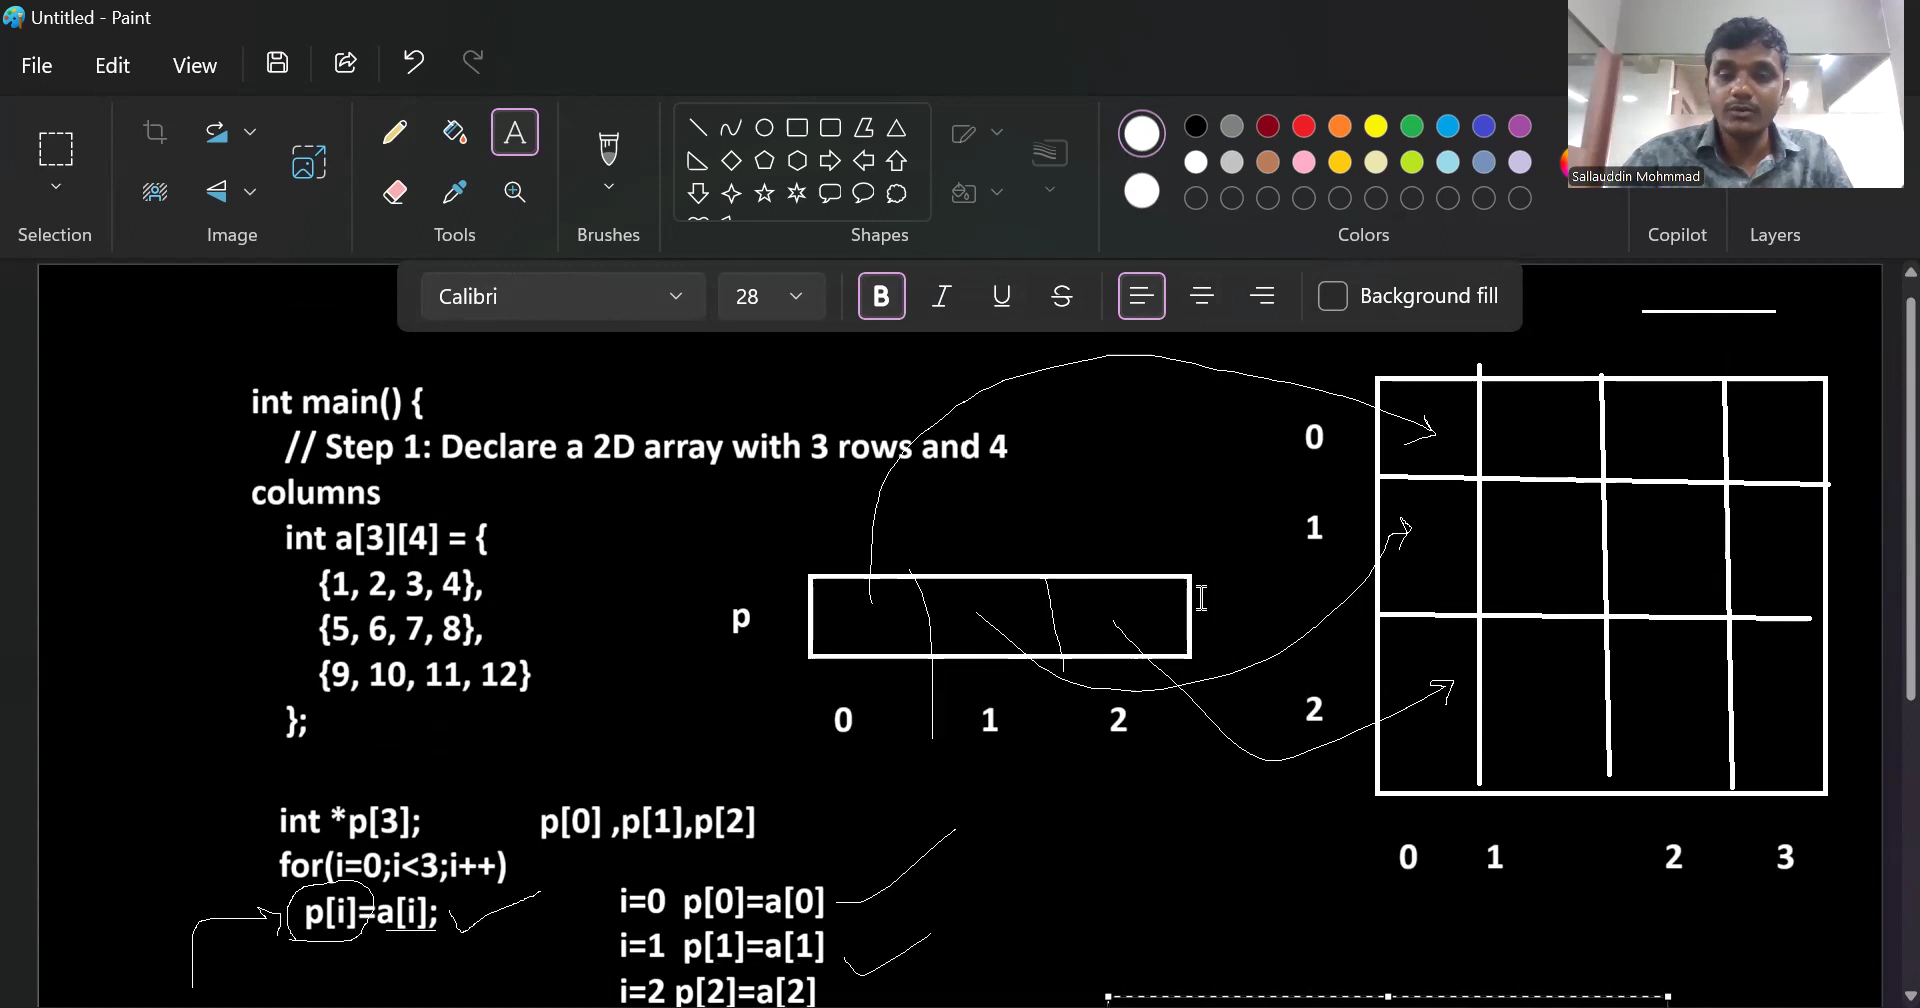 Untitled - Paint
File Edit View
Selection Image Tools Brushes Shapes Colors Copilot Layers
Sallauddin Mohmmad
Calibri 28 B I U S Background fill
int main() {
// Step 1: Declare a 2D array with 3 rows and 4
columns
int a[3][4] = {
{1, 2, 3, 4},
{5, 6, 7, 8},
{9, 10, 11, 12}
};
p
0 1 2
0
1
2
0 1 2 3
int *p[3]; p[0] ,p[1],p[2]
for(i=0;i<3;i++)
p[i]=a[i];
i=0 p[0]=a[0]
i=1 p[1]=a[1]
i=2 p[2]=a[2]